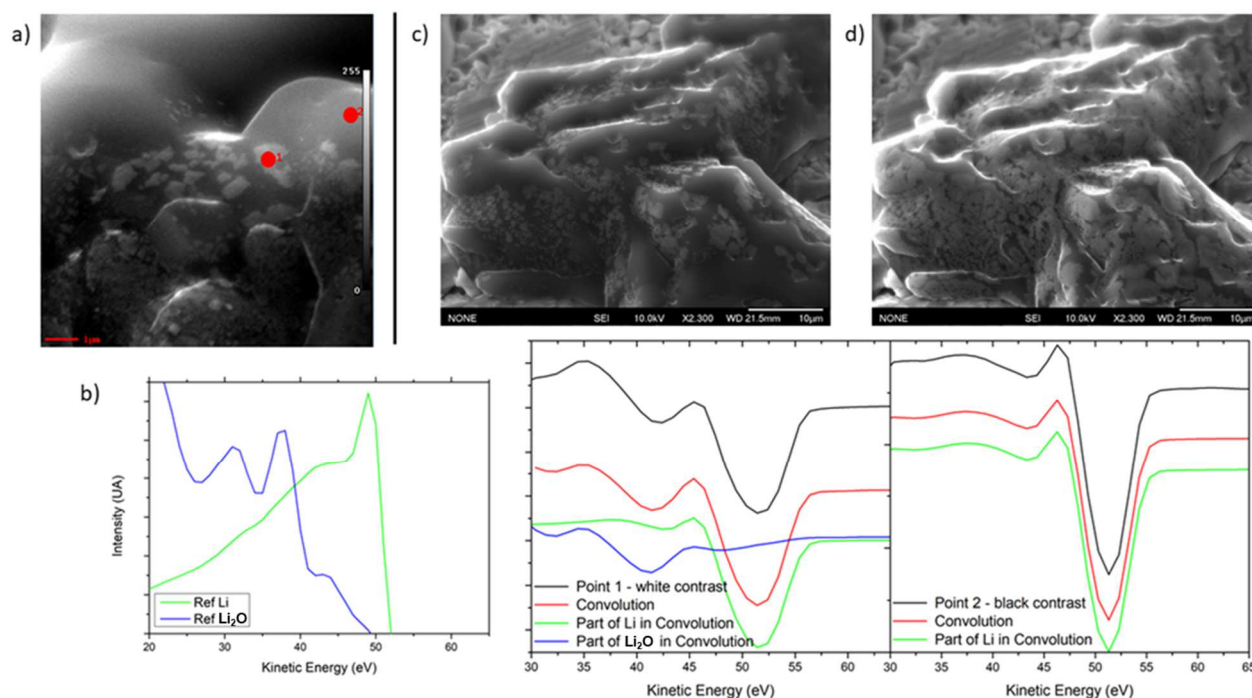 a)
255
2
1
0
1µm
c)
NONE SEI 10.0kV X2.300 WD 21.5mm 10µm
d)
NONE SEI 10.0kV X2.300 WD 21.5mm 10µm
b)
Intensity (UA)
Ref Li
Ref Li₂O
20 30 40 50 60
Kinetic Energy (eV)
Point 1 - white contrast
Convolution
Part of Li in Convolution
Part of Li₂O in Convolution
30 35 40 45 50 55 60
Kinetic Energy (eV)
Point 2 - black contrast
Convolution
Part of Li in Convolution
30 35 40 45 50 55 60 65
Kinetic Energy (eV)